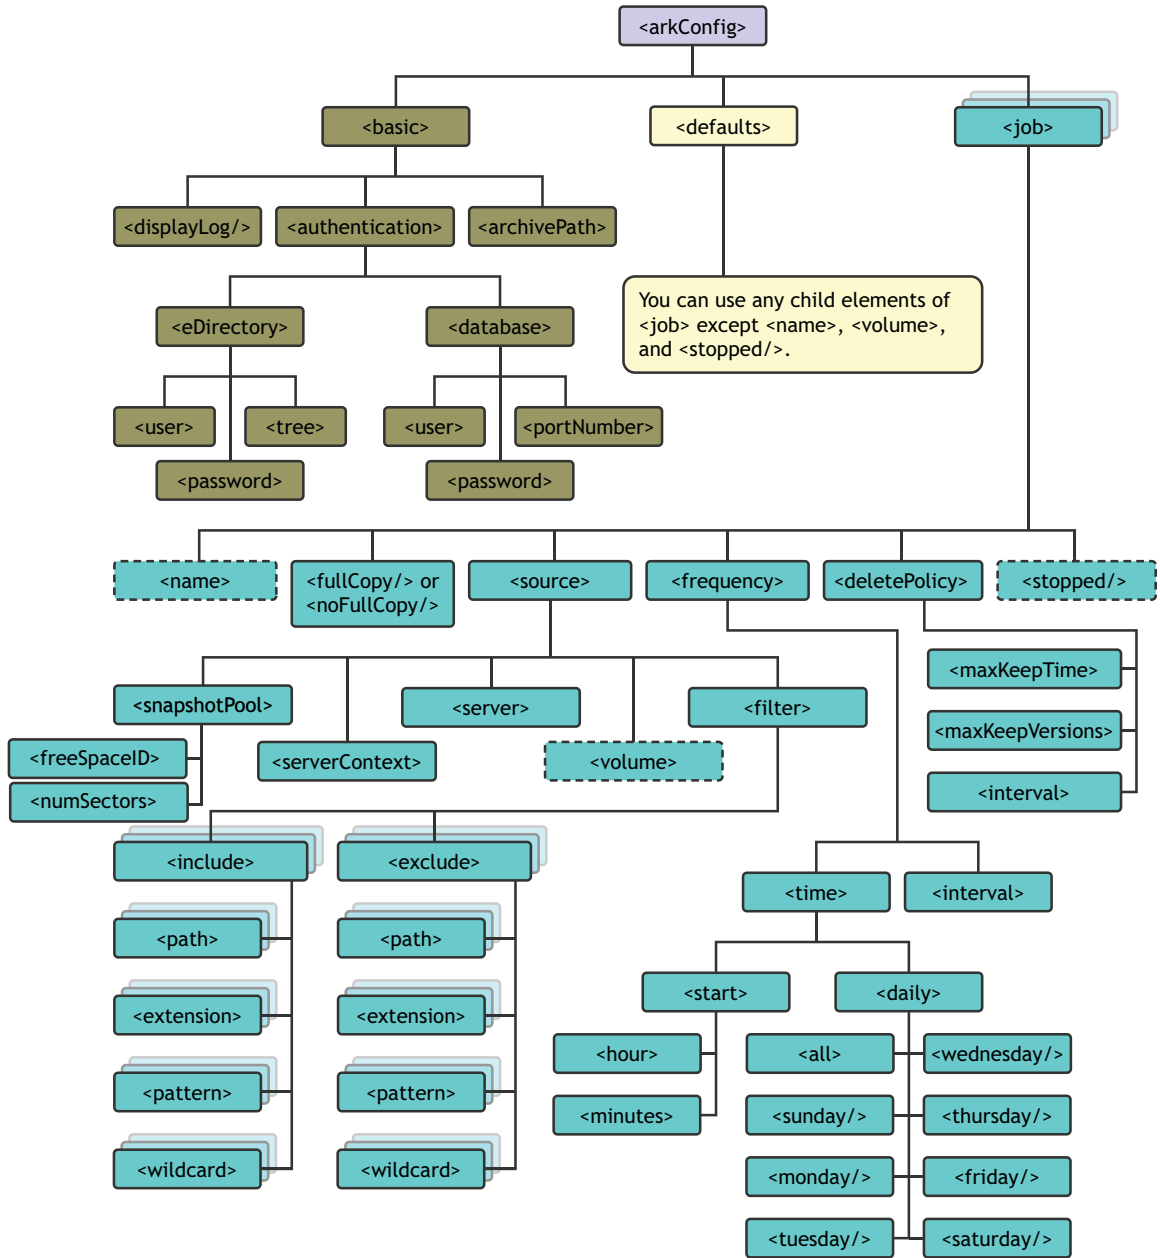 <arkConfig>
<basic>
<defaults>
<job>
<displayLog/>
<authentication>
<archivePath>
<eDirectory>
<database>
You can use any child elements of
<job> except <name>, <volume>,
and <stopped/>.
<user>
<tree>
<user>
<portNumber>
<password>
<password>
<name>
<fullCopy/> or
<noFullCopy/>
<source>
<frequency>
<deletePolicy>
<stopped/>
<snapshotPool>
<server>
<filter>
<maxKeepTime>
<freeSpaceID>
<serverContext>
<volume>
<maxKeepVersions>
<numSectors>
<interval>
<include>
<exclude>
<time>
<interval>
<path>
<path>
<start>
<daily>
<extension>
<extension>
<hour>
<all>
<wednesday/>
<pattern>
<pattern>
<minutes>
<sunday/>
<thursday/>
<wildcard>
<wildcard>
<monday/>
<friday/>
<tuesday/>
<saturday/>